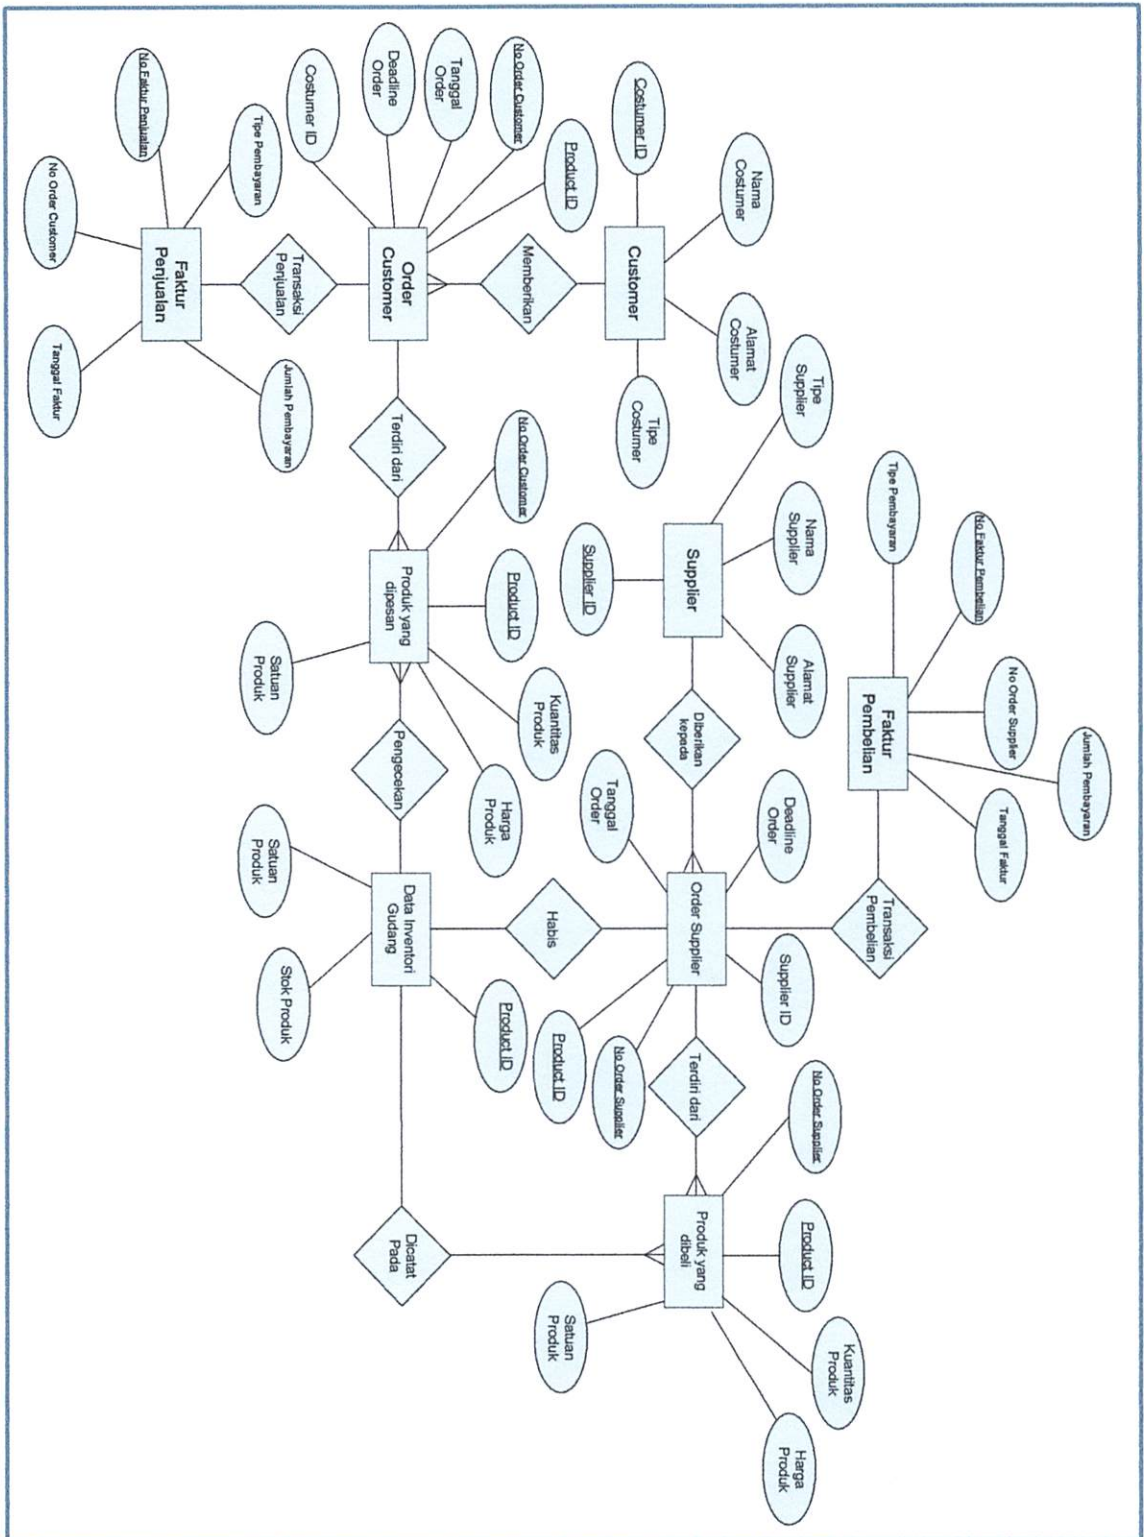 Jumlah Pembayaran
No Faktur Pembelian
No Order Supplier
Tanggal Faktur
Tipe Pembayaran
Faktur
Pembelian
Transaksi
Pembelian
Kuantitas
Produk
No Order Supplier
Product ID
Harga
Produk
Tipe
Supplier
Nama
Supplier
Alamat
Supplier
Deadline
Order
Supplier ID
Nama
Costumer
Alamat
Costumer
Supplier
Diberikan
kepada
Order Supplier
Terdiri dari
Produk yang
dibeli
Costumer ID
Customer
Tipe
Costumer
Supplier ID
Tanggal
Order
No Order Supplier
Product ID
Satuan
Produk
Product ID
Memberikan
Habis
No Order Customer
No Order Customer
Product ID
Kuantitas
Produk
Harga
Produk
Product ID
Tanggal
Order
Deadline
Order
Order
Customer
Terdiri dari
Produk yang
dipesan
Pengecekan
Data Inventori
Gudang
Dicatat
Pada
Costumer ID
Transaksi
Penjualan
Stok Produk
Satuan
Produk
Satuan
Produk
Tipe Pembayaran
Jumlah Pembayaran
No Faktur Penjualan
Faktur
Penjualan
No Order Customer
Tanggal Faktur